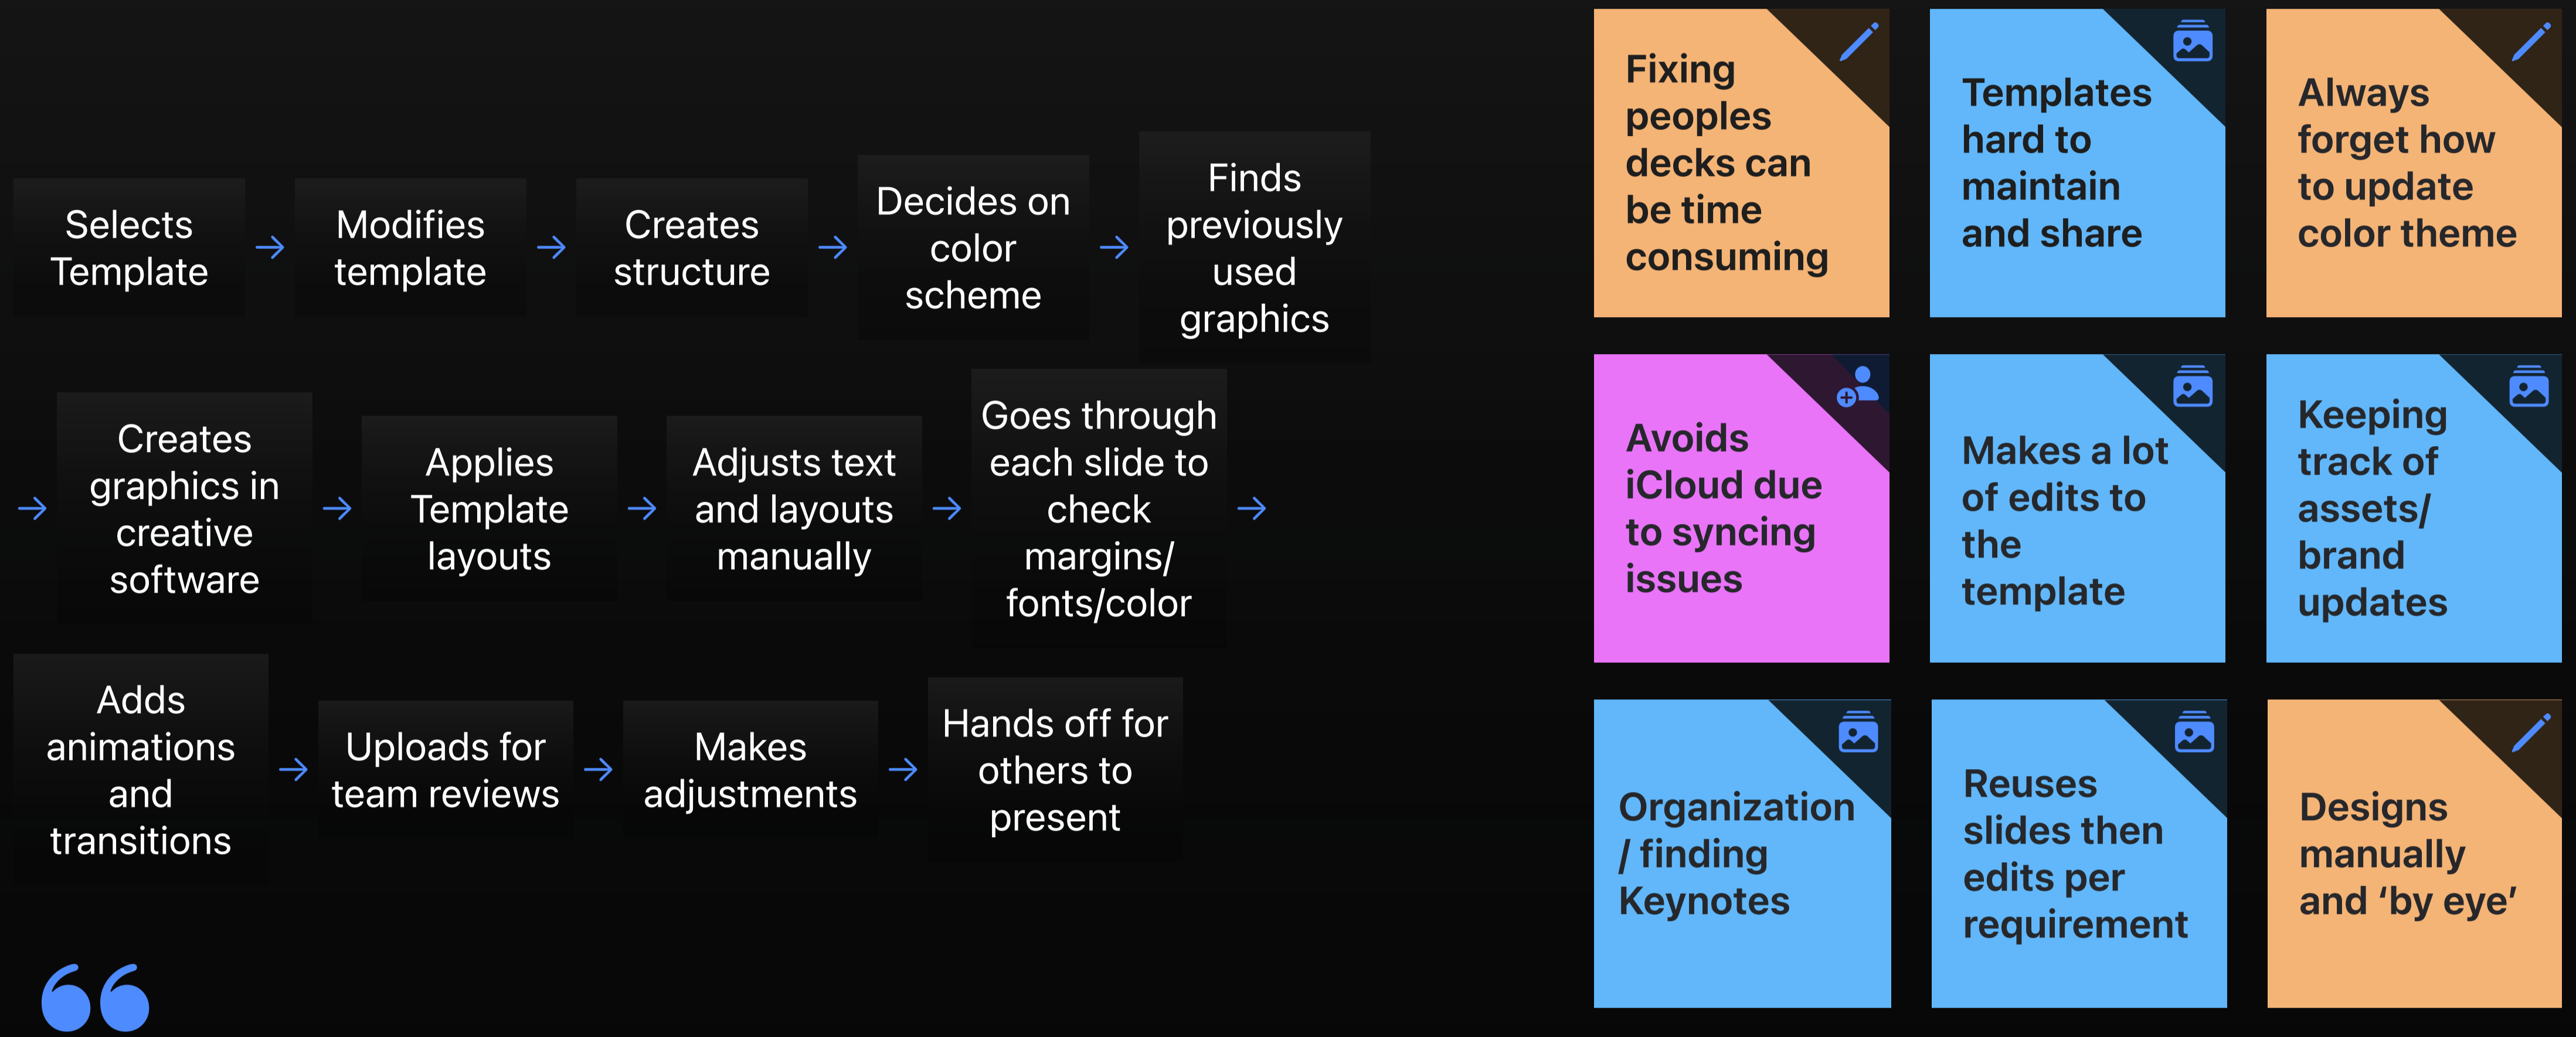 Selects
Template
Modifies
template
Creates
structure
Decides on
color
scheme
Finds
previously
used
graphics
Creates
graphics in
creative
software
Applies
Template
layouts
Adjusts text
and layouts
manually
Goes through
each slide to
check
margins/
fonts/color
Adds
animations
and
transitions
Uploads for
team reviews
Makes
adjustments
Hands off for
others to
present
“
Fixing
peoples
decks can
be time
consuming
Templates
hard to
maintain
and share
Always
forget how
to update
color theme
Avoids
iCloud due
to syncing
issues
Makes a lot
of edits to
the
template
Keeping
track of
assets/
brand
updates
Organization
/ finding
Keynotes
Reuses
slides then
edits per
requirement
Designs
manually
and ‘by eye’